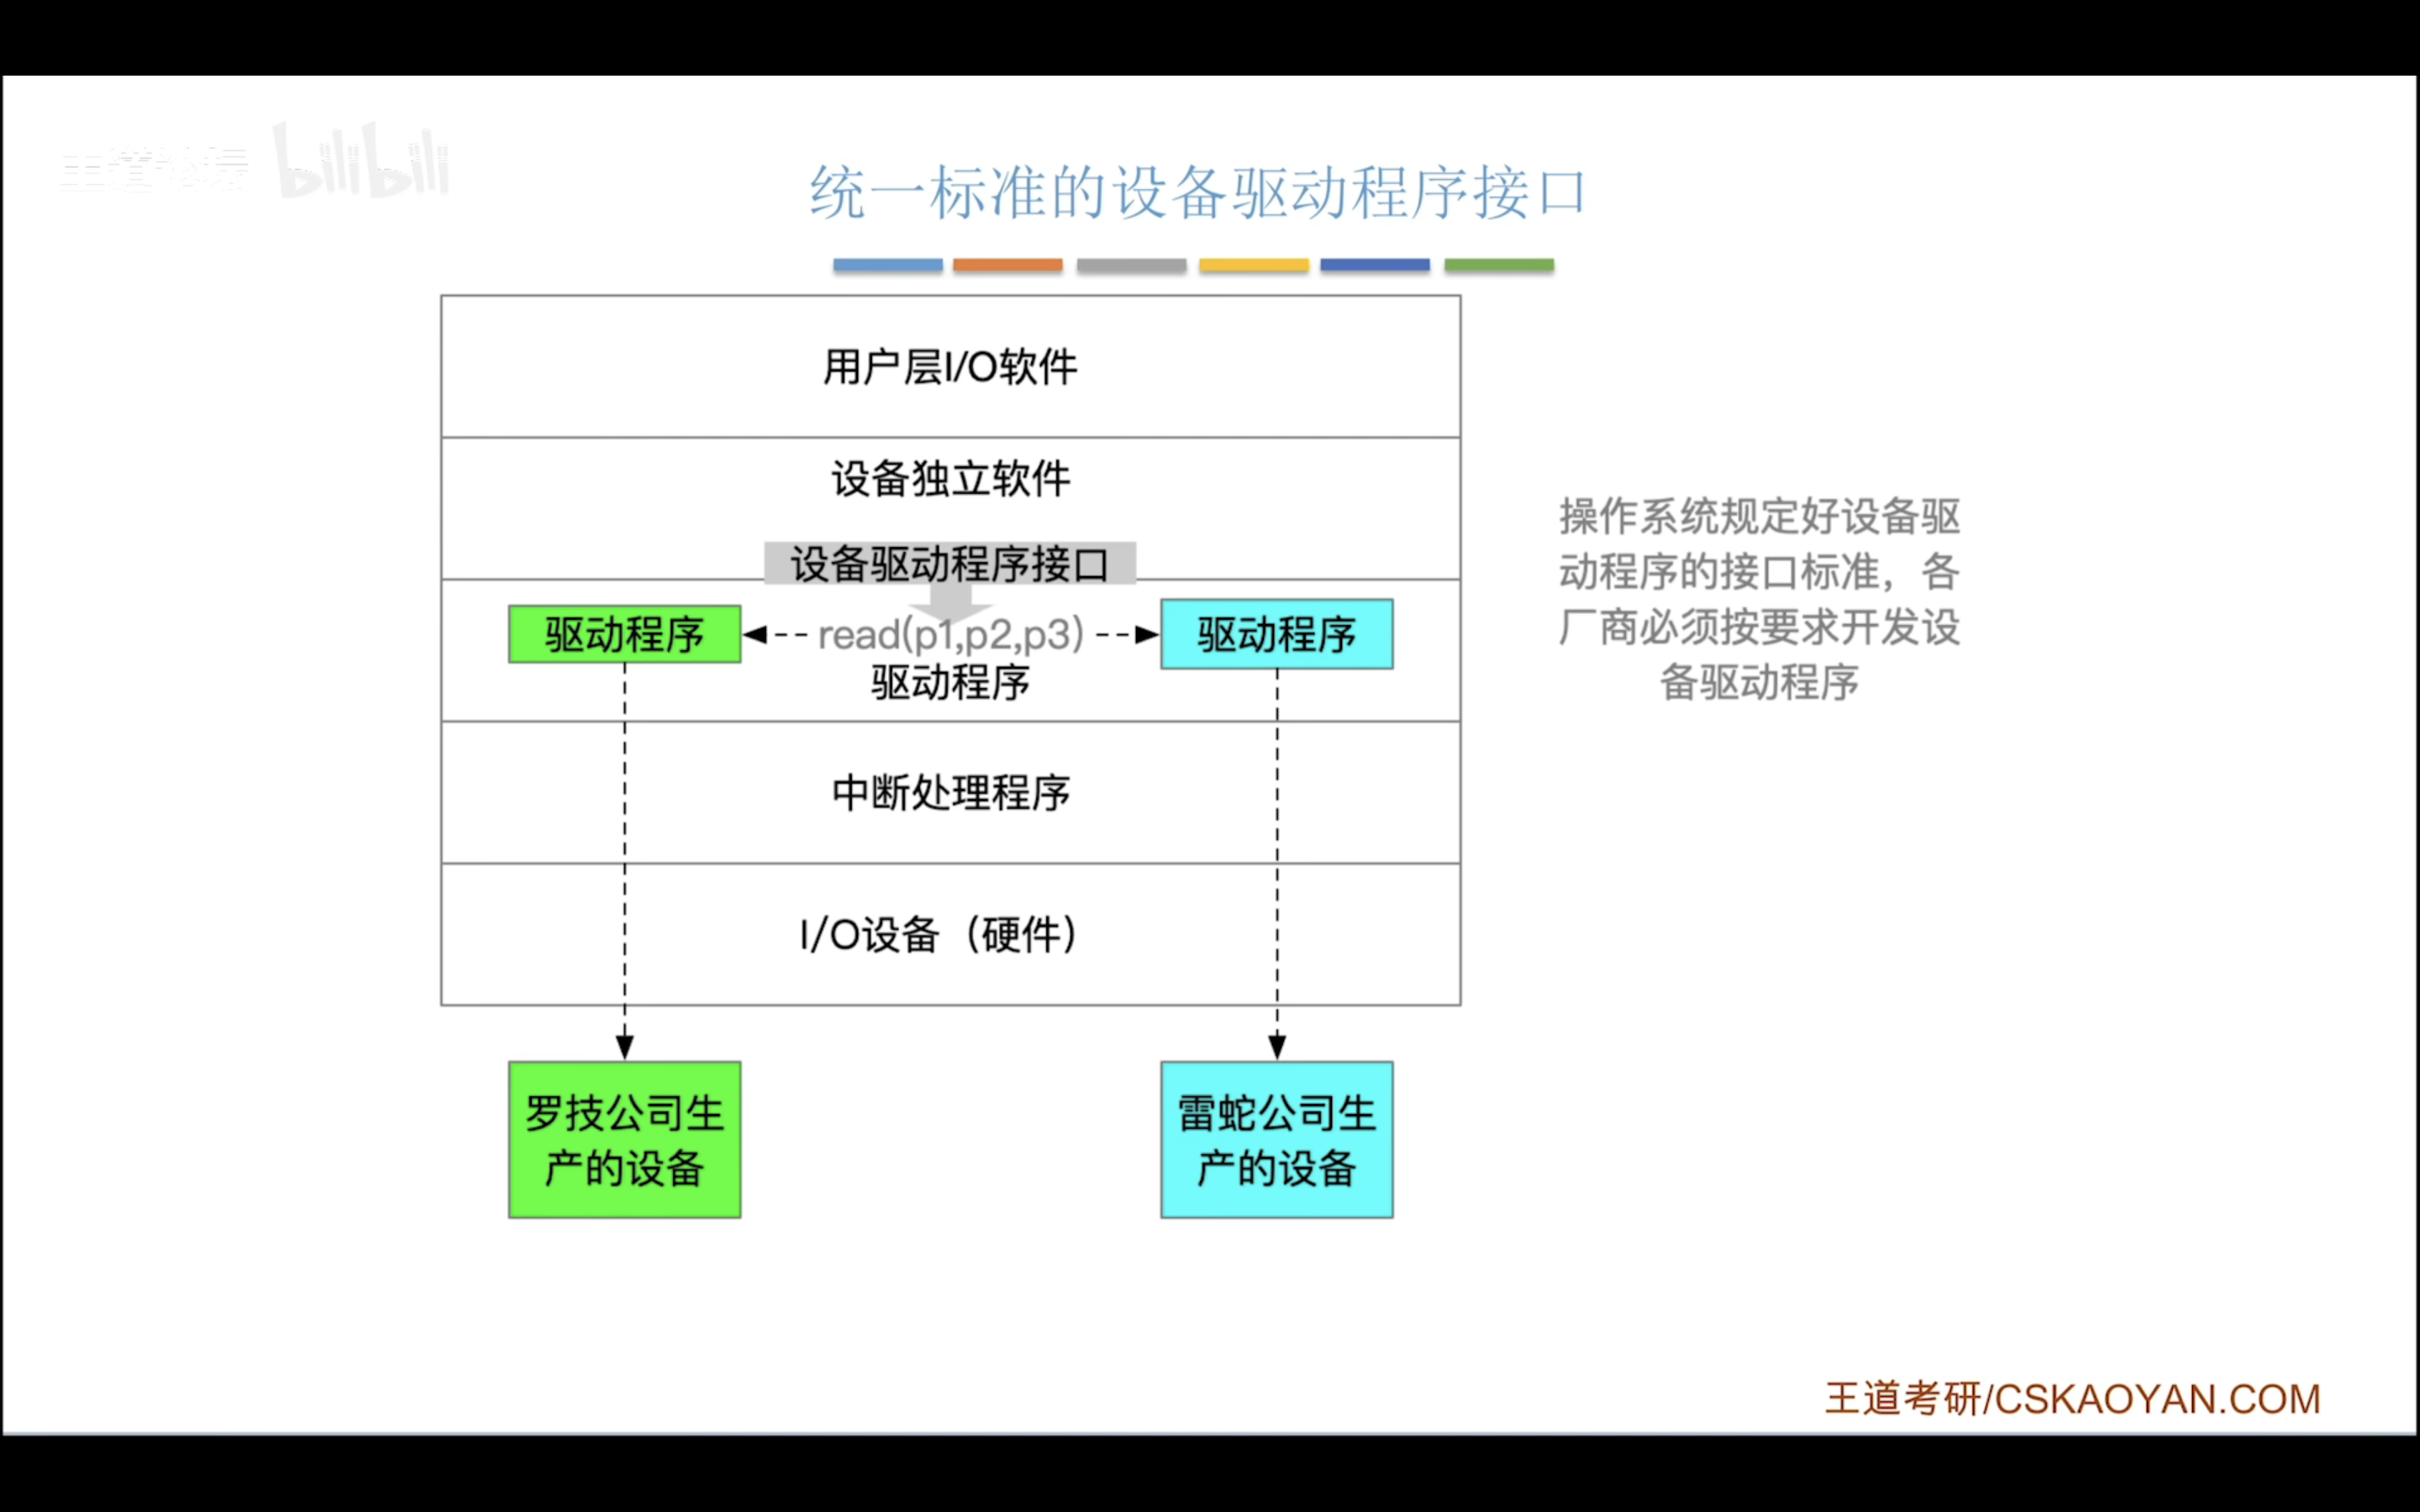 bilibili
统一标准的设备驱动程序接口
用户层I/O软件
设备独立软件
设备驱动程序接口
驱动程序
read(p1,p2,p3)
驱动程序
驱动程序
中断处理程序
I/O设备（硬件）
罗技公司生
产的设备
雷蛇公司生
产的设备
操作系统规定好设备驱
动程序的接口标准，各
厂商必须按要求开发设
备驱动程序
王道考研/CSKAOYAN.COM